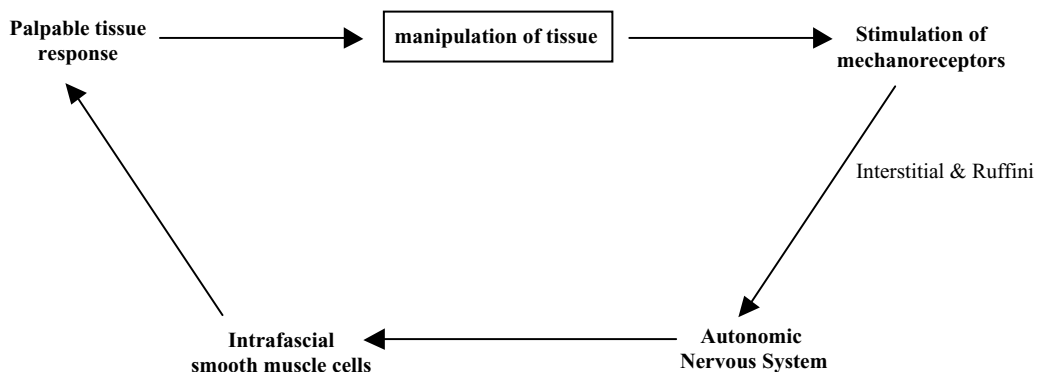 Palpable tissue
response
manipulation of tissue
Stimulation of
mechanoreceptors
Interstitial & Ruffini
Autonomic
Nervous System
Intrafascial
smooth muscle cells